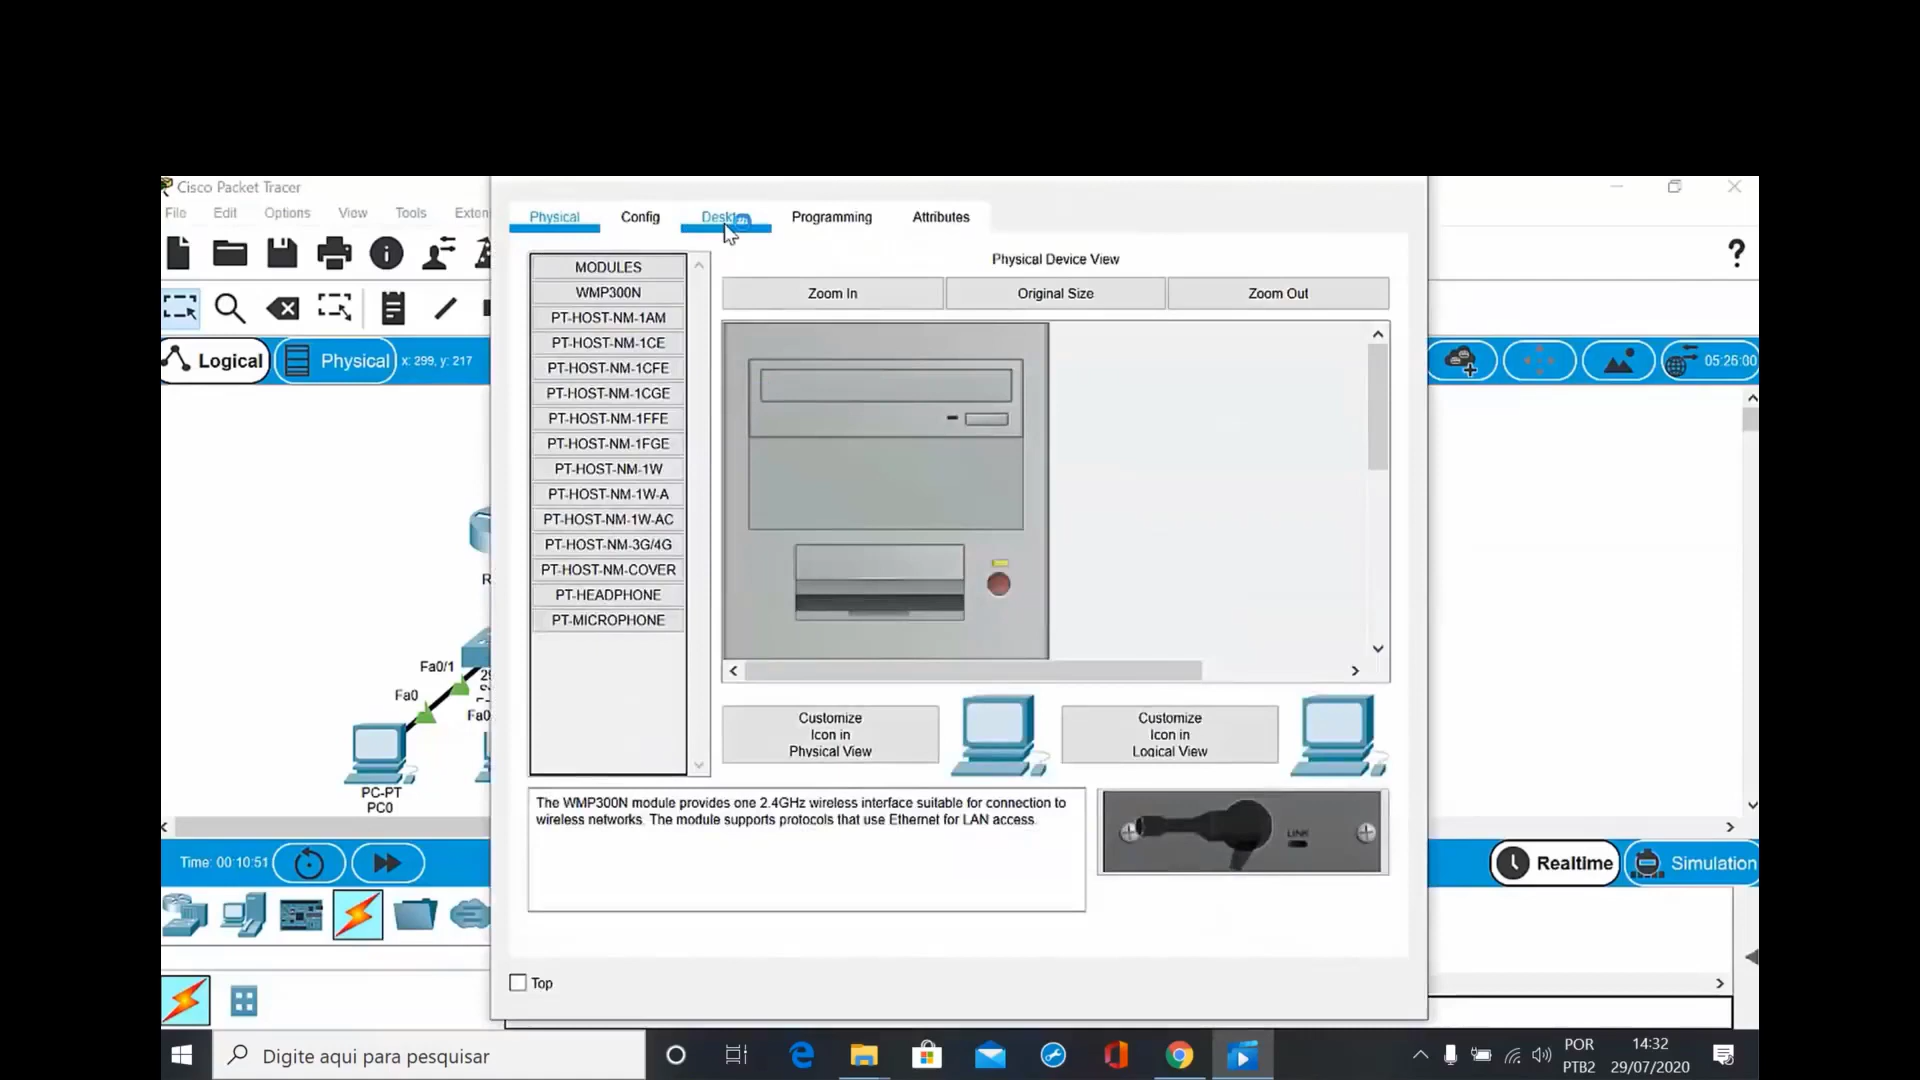 Cisco Packet Tracer
File Edit Options View Tools Exten
Physical Config Deskt Programming Attributes
MODULES
WMP300N
PT-HOST-NM-1AM
PT-HOST-NM-1CE
PT-HOST-NM-1CFE
PT-HOST-NM-1CGE
PT-HOST-NM-1FFE
PT-HOST-NM-1FGE
PT-HOST-NM-1W
PT-HOST-NM-1W-A
PT-HOST-NM-1W-AC
PT-HOST-NM-3G/4G
PT-HOST-NM-COVER
PT-HEADPHONE
PT-MICROPHONE
Physical Device View
Zoom In Original Size Zoom Out
Logical Physical x: 299, y: 217
05:26:00
R
Fa0/1
Fa0
29
Fa0
PC-PT
PC0
Customize
Icon in
Physical View
Customize
Icon in
Logical View
The WMP300N module provides one 2.4GHz wireless interface suitable for connection to
wireless networks. The module supports protocols that use Ethernet for LAN access.
LINK
Time: 00:10:51
Realtime Simulation
Top
Digite aqui para pesquisar
POR
PTB2
14:32
29/07/2020